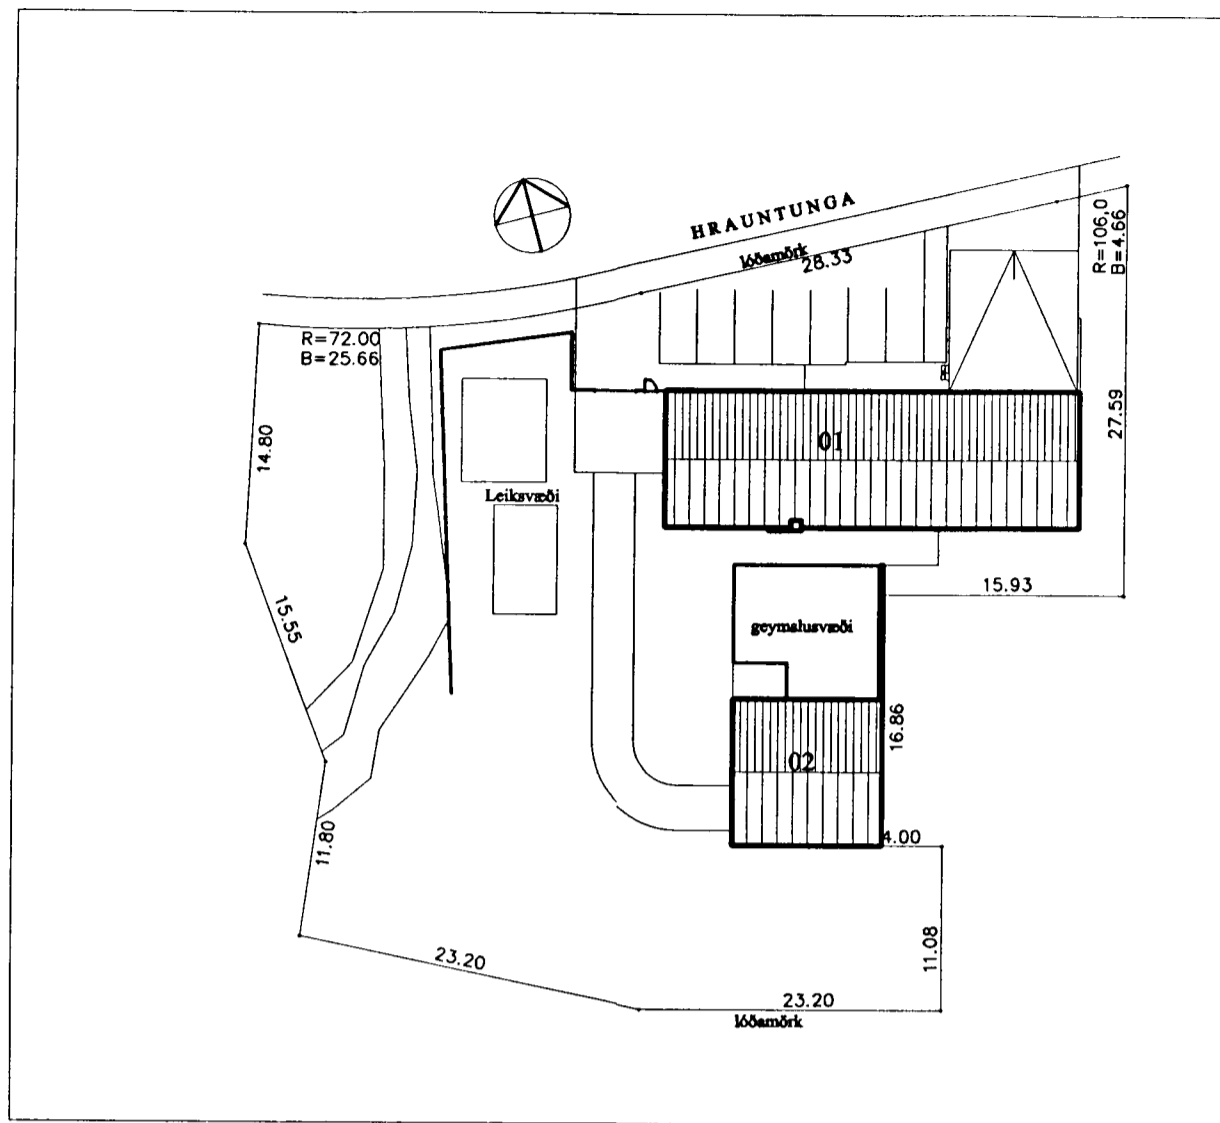 HRAUNTUNGA
lóðamörk
28.33
R=106,0
B=4.66
R=72.00
B=25.66
14.80
27.59
01
Leiksvæði
15.93
15.55
geymslusvæði
16.86
02
11.80
4.00
11.08
23.20
23.20
lóðamörk